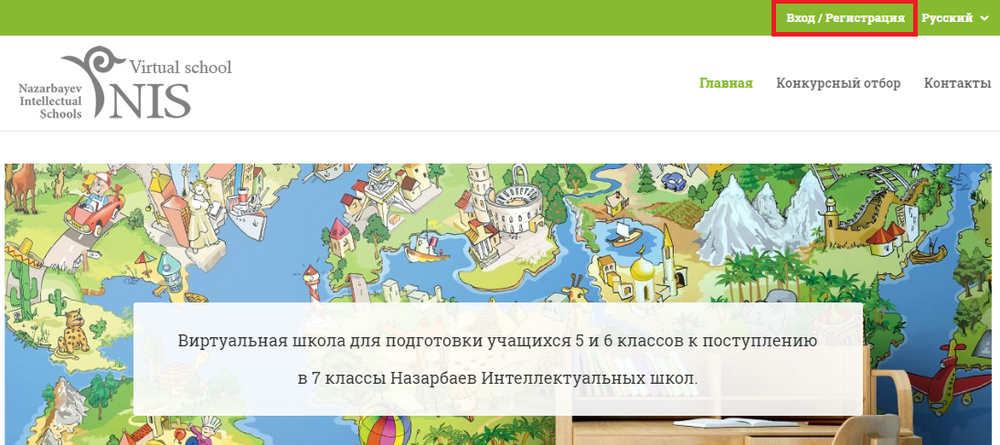 Вход / Регистрация Русский
Virtual school
Nazarbayev
Intellectual
Schools
NIS
Главная Конкурсный отбор Контакты
Виртуальная школа для подготовки учащихся 5 и 6 классов к поступлению
в 7 классы Назарбаев Интеллектуальных школ.